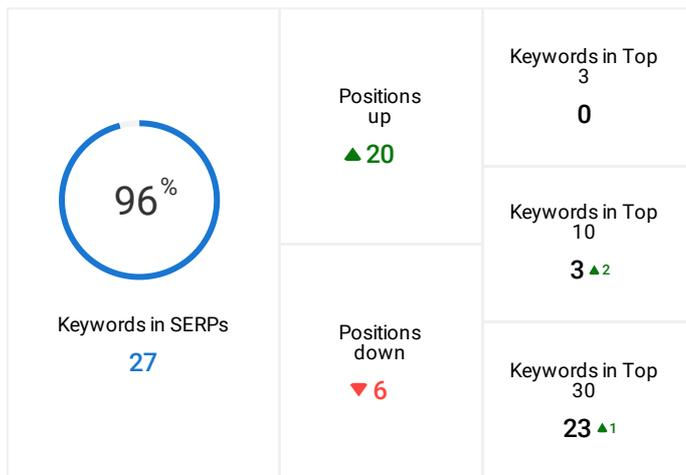 96%
Keywords in SERPs
27
Positions
up
▲20
Positions
down
▼6
Keywords in Top
3
0
Keywords in Top
10
3 ▲2
Keywords in Top
30
23 ▲1